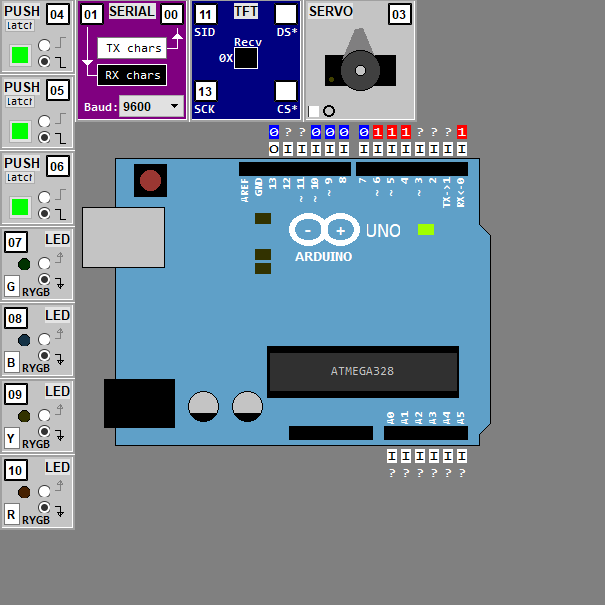 PUSH 04
latch
PUSH 05
latch
PUSH 06
latch
07 LED
G RYGB
08 LED
B RYGB
09 LED
Y RYGB
10 LED
R RYGB
01 SERIAL 00
TX chars
RX chars
Baud: 9600
11 TFT
SID DS*
Recv
0X
13
SCK CS*
SERVO 03
0 ? ? 0 0 0 0 1 1 1 ? ? ? 1
O I I I I I I I I I I I I I
AREF
GND
13
12
~ 11
~ 10
~ 9
8
7
~ 6
~ 5
4
~ 3
2
TX->1
RX<-0
- + UNO
ARDUINO
ATMEGA328
A0
A1
A2
A3
A4
A5
I I I I I I
? ? ? ? ? ?